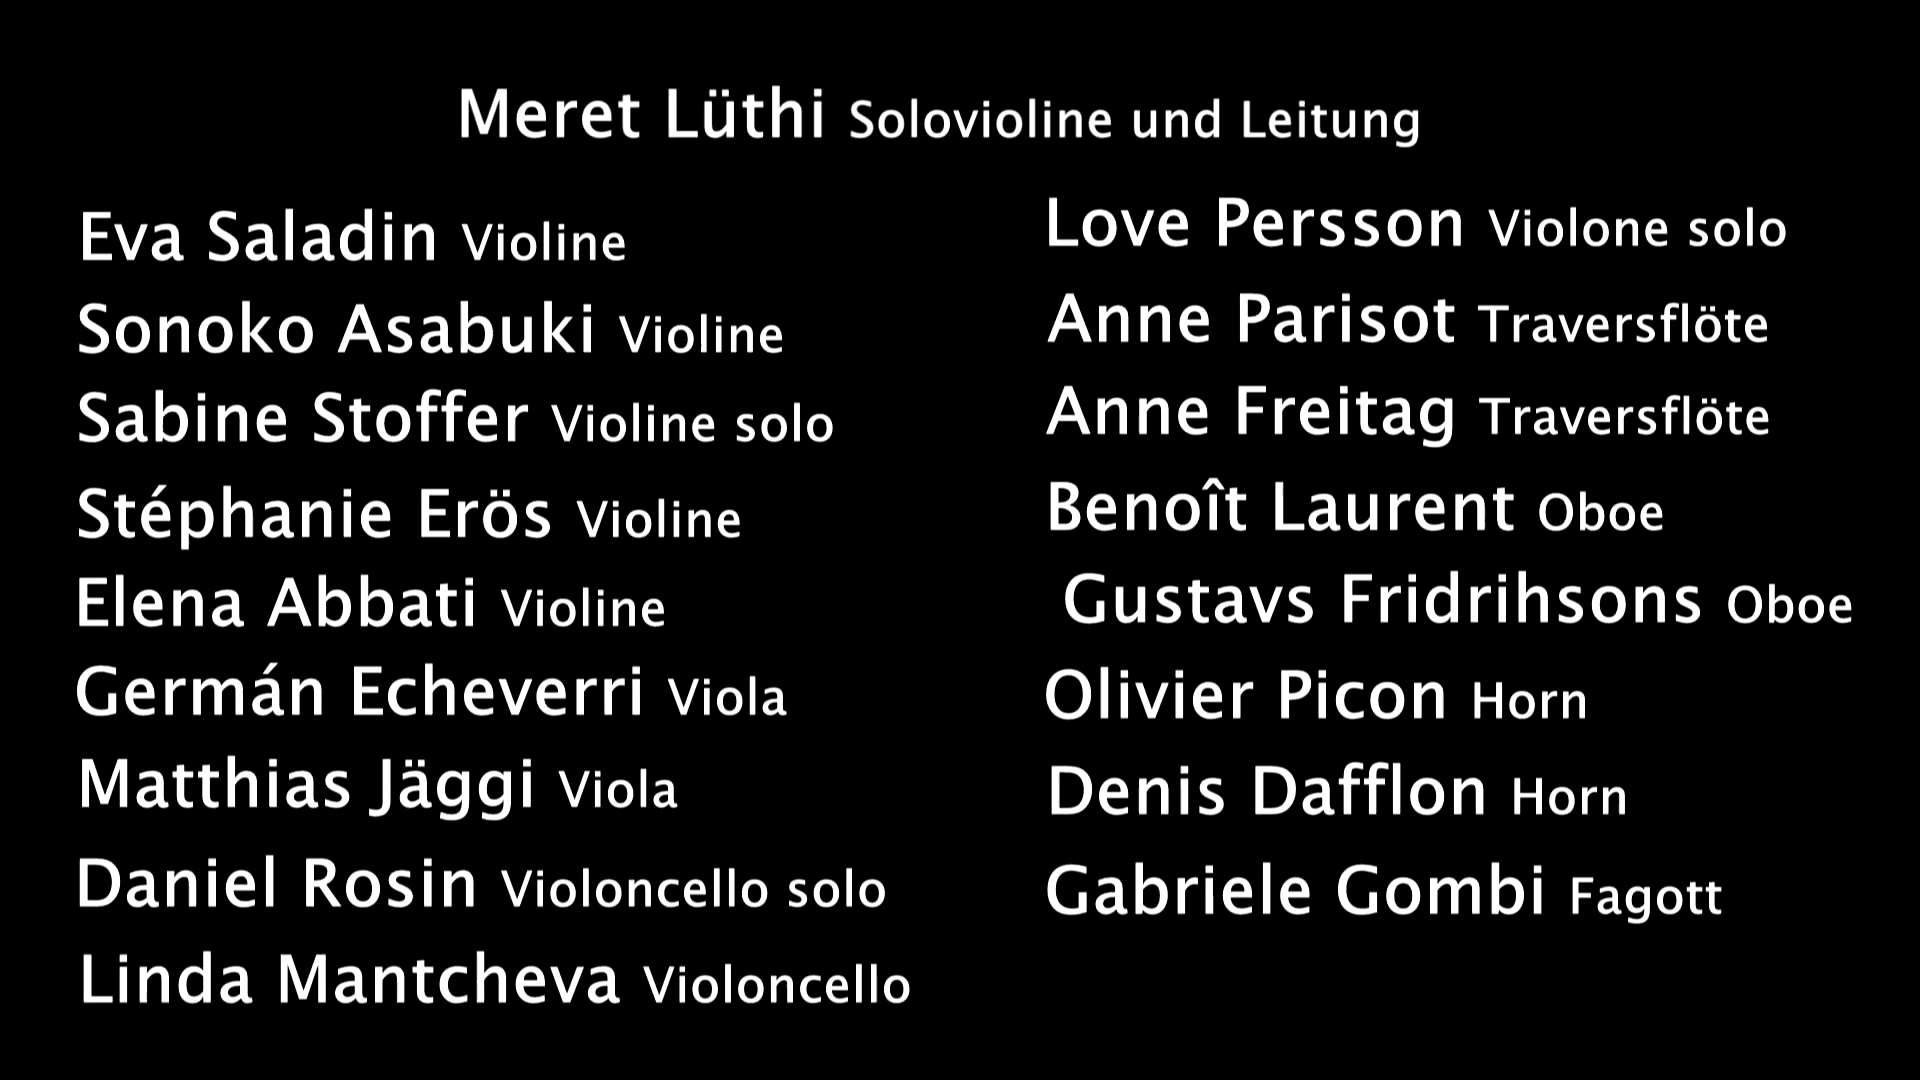 Meret Lüthi Solovioline und Leitung
Eva Saladin Violine
Sonoko Asabuki Violine
Sabine Stoffer Violine solo
Stéphanie Erös Violine
Elena Abbati Violine
Germán Echeverri Viola
Matthias Jäggi Viola
Daniel Rosin Violoncello solo
Linda Mantcheva Violoncello
Love Persson Violone solo
Anne Parisot Traversflöte
Anne Freitag Traversflöte
Benoît Laurent Oboe
Gustavs Fridrihsons Oboe
Olivier Picon Horn
Denis Dafflon Horn
Gabriele Gombi Fagott